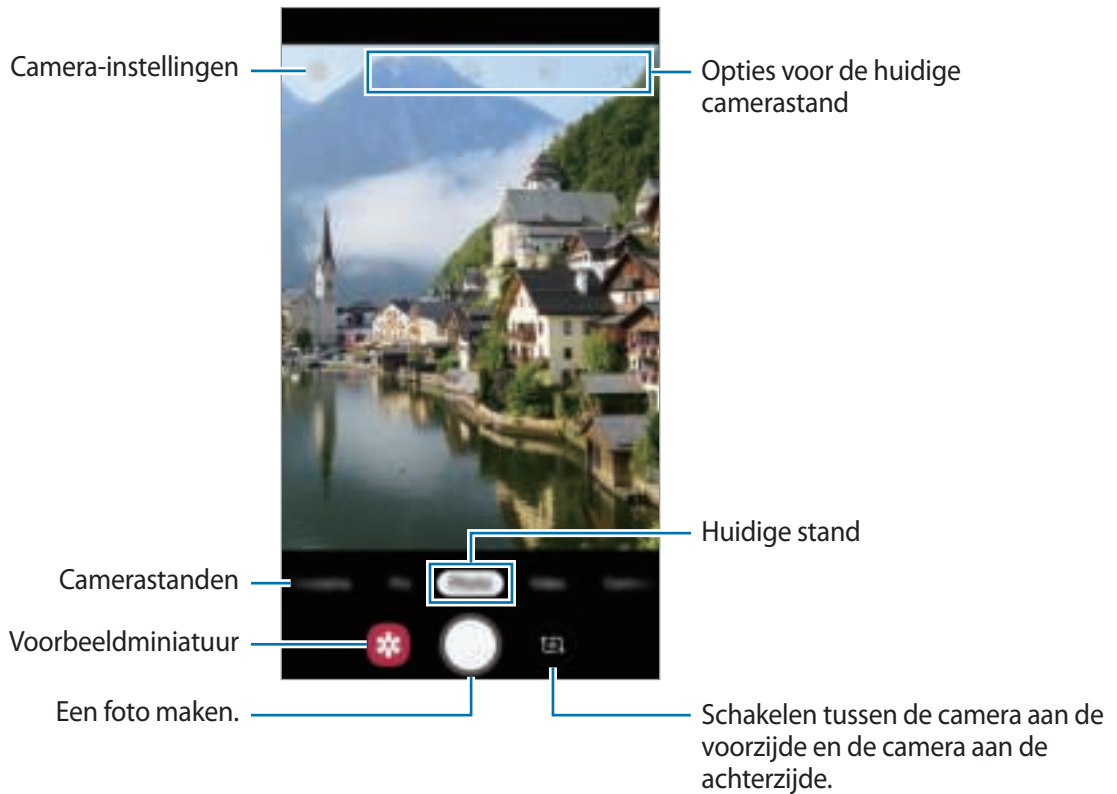 Camera-instellingen
Opties voor de huidige
camerastand
Huidige stand
Camerastanden
Voorbeeldminiatuur
Een foto maken.
Schakelen tussen de camera aan de
voorzijde en de camera aan de
achterzijde.